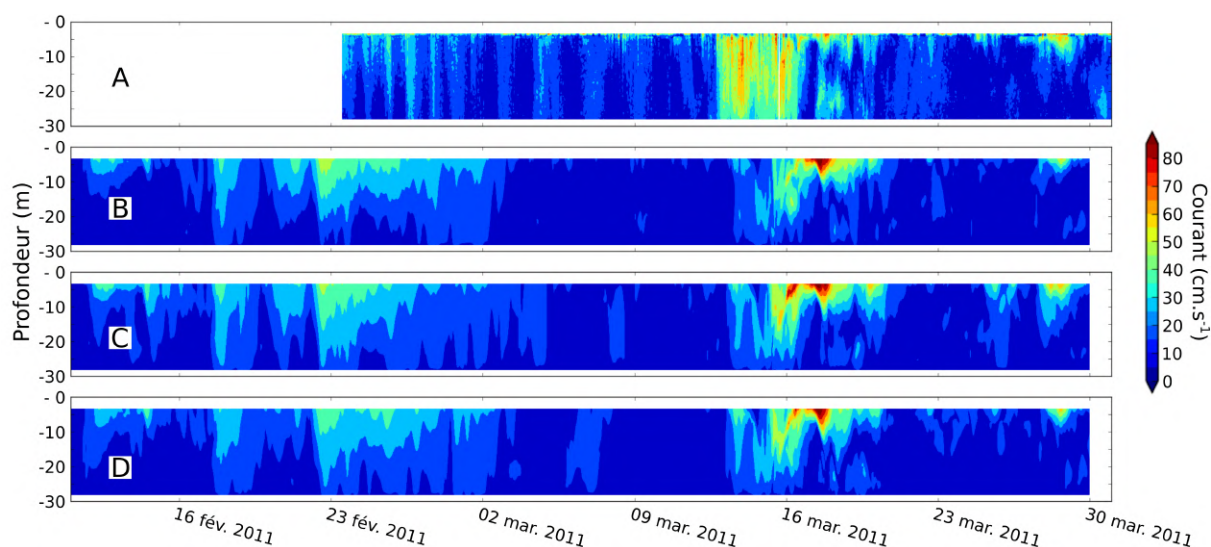 - 0
-10
-20
-30
A
- 0
-10
-20
-30
B
- 0
-10
-20
-30
C
- 0
-10
-20
-30
D
Profondeur (m)
16 fév. 2011
23 fév. 2011
02 mar. 2011
09 mar. 2011
16 mar. 2011
23 mar. 2011
30 mar. 2011
80
70
60
50
40
30
20
10
0
Courant (cm.s⁻¹)